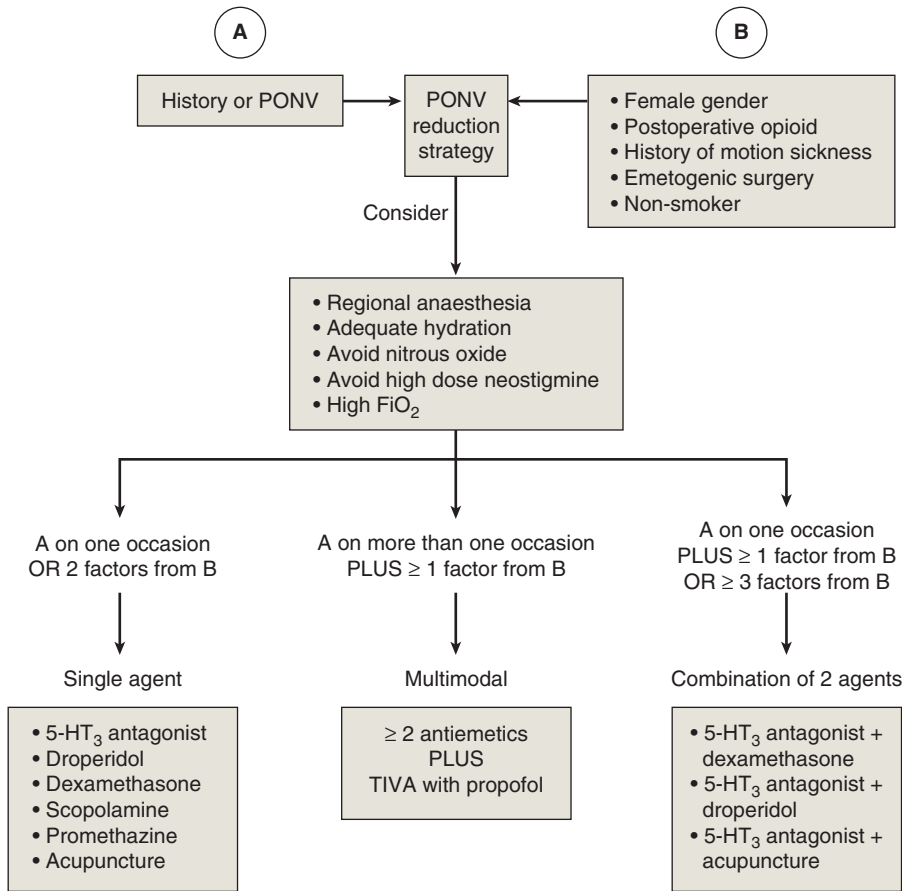 A
B
History or PONV
PONV
reduction
strategy
• Female gender
• Postoperative opioid
• History of motion sickness
• Emetogenic surgery
• Non-smoker
Consider
• Regional anaesthesia
• Adequate hydration
• Avoid nitrous oxide
• Avoid high dose neostigmine
• High FiO₂
A on one occasion
OR 2 factors from B
A on more than one occasion
PLUS ≥ 1 factor from B
A on one occasion
PLUS ≥ 1 factor from B
OR ≥ 3 factors from B
Single agent
Multimodal
Combination of 2 agents
• 5-HT₃ antagonist
• Droperidol
• Dexamethasone
• Scopolamine
• Promethazine
• Acupuncture
≥ 2 antiemetics
PLUS
TIVA with propofol
• 5-HT₃ antagonist +
dexamethasone
• 5-HT₃ antagonist +
droperidol
• 5-HT₃ antagonist +
acupuncture